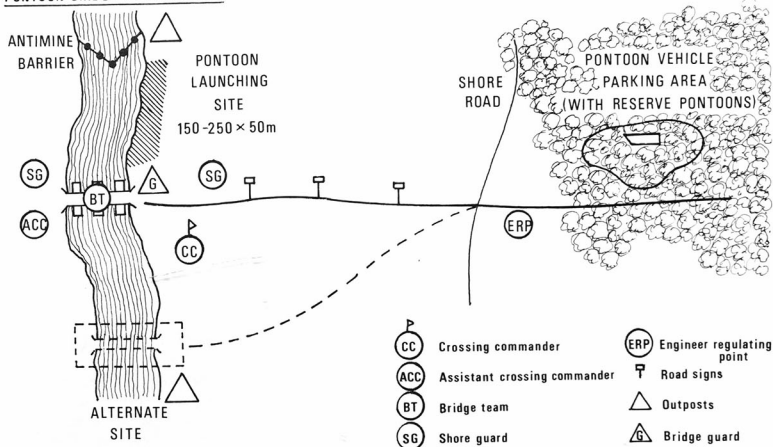 ANTIMINE
BARRIER
PONTOON
LAUNCHING
SITE
150-250 × 50m
SHORE
ROAD
PONTOON VEHICLE
PARKING AREA
(WITH RESERVE PONTOONS)
SG
SG
G
BT
ACC
CC
ERP
ALTERNATE
SITE
CC Crossing commander
ACC Assistant crossing commander
BT Bridge team
SG Shore guard
ERP Engineer regulating
point
Road signs
Outposts
G Bridge guard